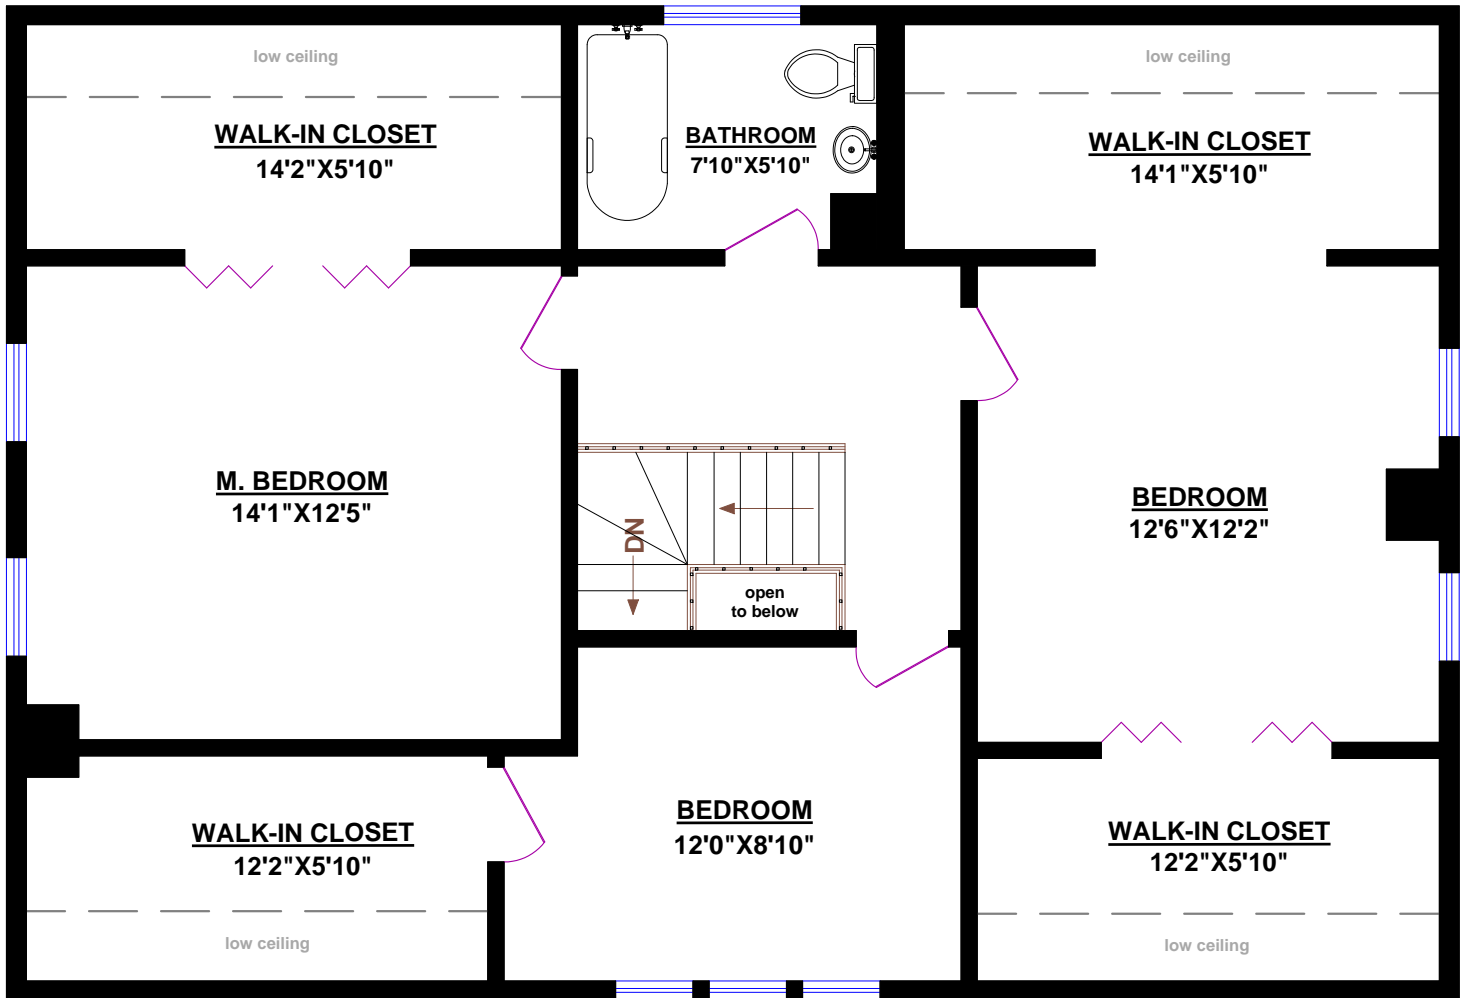 low ceiling
WALK-IN CLOSET
14'2"X5'10"
BATHROOM
7'10"X5'10"
low ceiling
WALK-IN CLOSET
14'1"X5'10"
M. BEDROOM
14'1"X12'5"
DN
open
to below
BEDROOM
12'6"X12'2"
WALK-IN CLOSET
12'2"X5'10"
low ceiling
BEDROOM
12'0"X8'10"
WALK-IN CLOSET
12'2"X5'10"
low ceiling